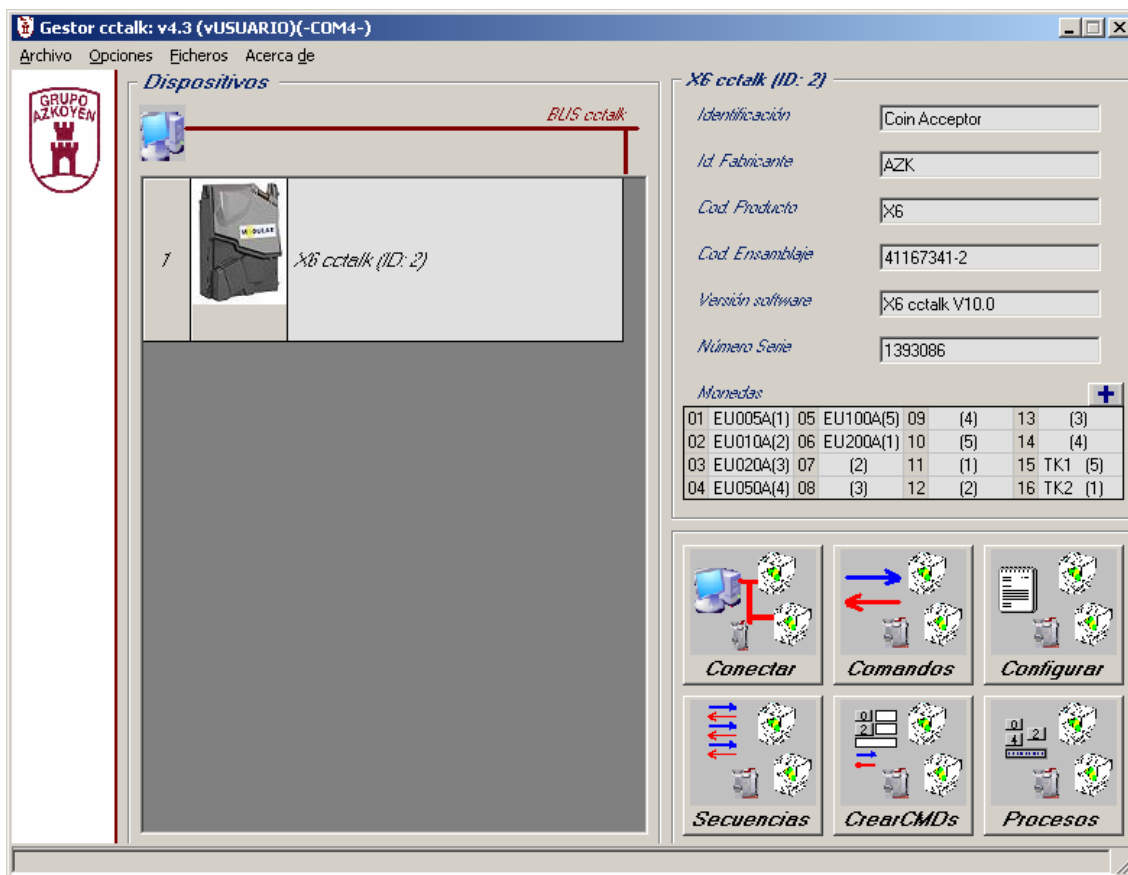 Gestor cctalk: v4.3 (vUSUARIO)(-COM4-)
Archivo Opciones Ficheros Acerca de
GRUPO
AZKOYEN
Dispositivos
BUS cctalk
1 X6 cctalk (ID: 2)
MODULAR
X6 cctalk (ID.: 2)
Identificación Coin Acceptor
Id. Fabricante AZK
Cod. Producto X6
Cod. Ensamblaje 41167341-2
Versión software X6 cctalk V10.0
Número Serie 1393086
Monedas +
01 EU005A(1) 05 EU100A(5) 09 (4) 13 (3)
02 EU010A(2) 06 EU200A(1) 10 (5) 14 (4)
03 EU020A(3) 07 (2) 11 (1) 15 TK1 (5)
04 EU050A(4) 08 (3) 12 (2) 16 TK2 (1)
Conectar Comandos Configurar
Secuencias CrearCMDs Procesos